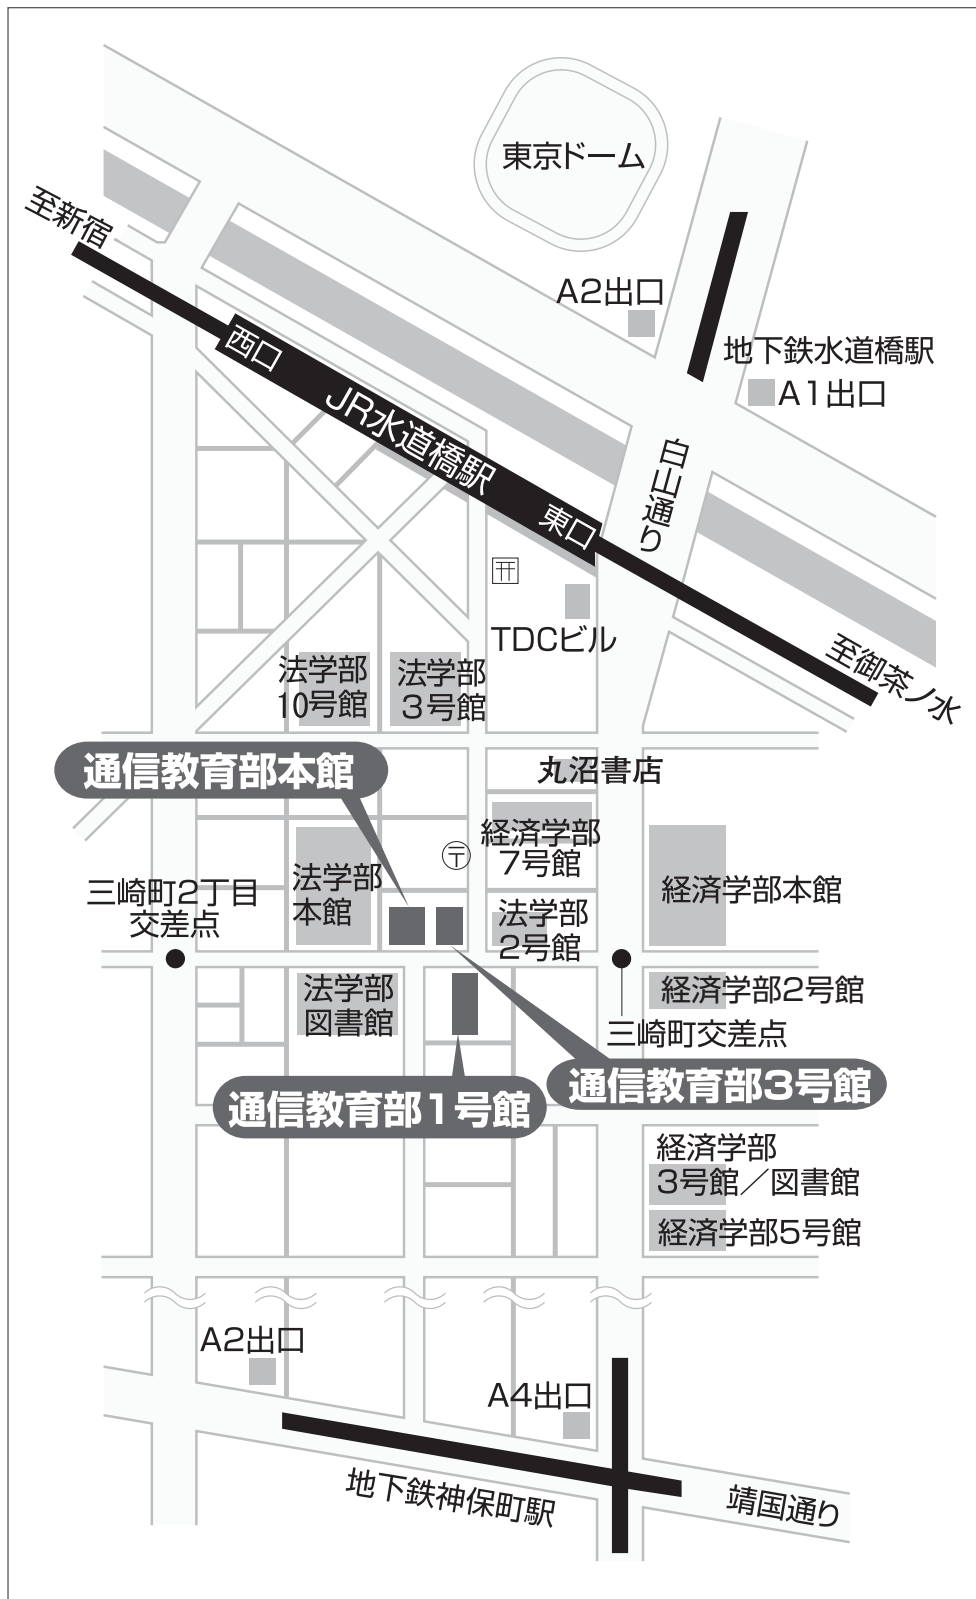 東京ドーム
至新宿
A2出口
地下鉄水道橋駅
A1出口
西口
JR水道橋駅
東口
白山通り
TDCビル
至御茶ノ水
法学部
10号館
法学部
3号館
通信教育部本館
丸沼書店
経済学部
7号館
〒
三崎町2丁目
交差点
法学部
本館
法学部
2号館
経済学部本館
法学部
図書館
経済学部2号館
三崎町交差点
通信教育部1号館
通信教育部3号館
経済学部
3号館／図書館
経済学部5号館
A2出口
A4出口
地下鉄神保町駅
靖国通り